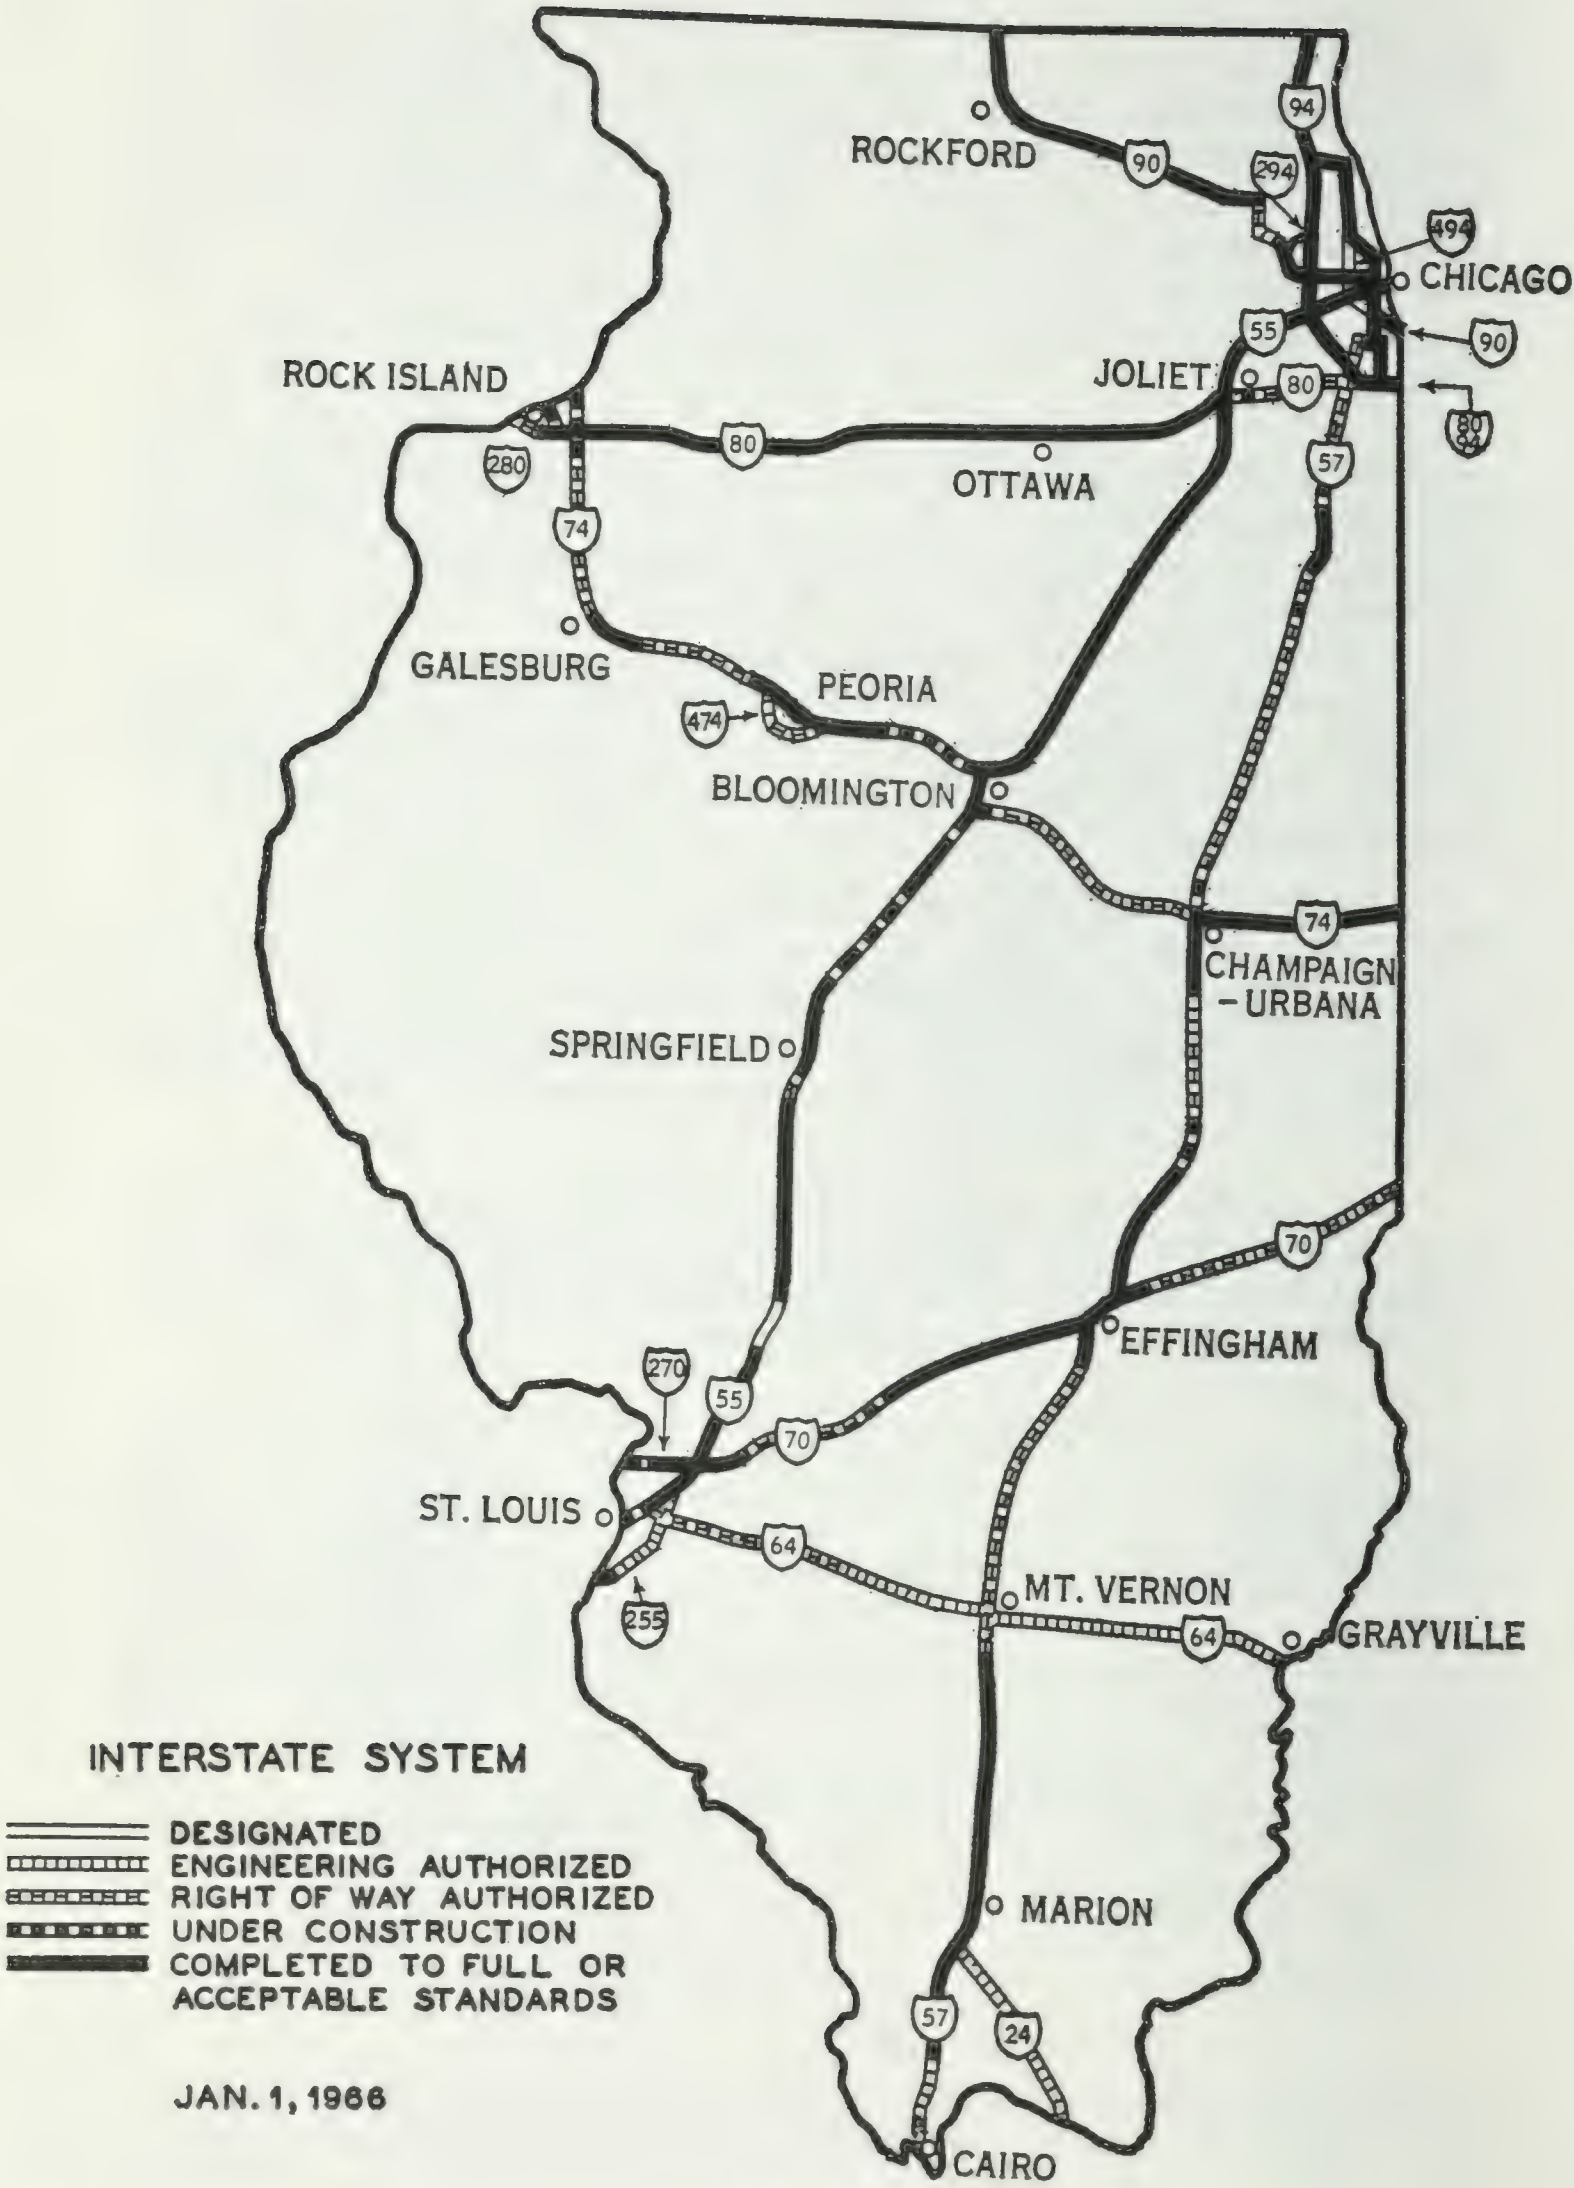 94
ROCKFORD
90
294
494
CHICAGO
55
90
ROCK ISLAND
JOLIET
80
80
94
80
280
57
OTTAWA
74
GALESBURG
PEORIA
474
BLOOMINGTON
74
CHAMPAIGN
-URBANA
SPRINGFIELD
70
EFFINGHAM
270
55
70
ST. LOUIS
64
MT. VERNON
255
64
GRAYVILLE
INTERSTATE SYSTEM
DESIGNATED
ENGINEERING AUTHORIZED
RIGHT OF WAY AUTHORIZED
UNDER CONSTRUCTION
COMPLETED TO FULL OR
ACCEPTABLE STANDARDS
MARION
57
24
JAN. 1, 1966
CAIRO